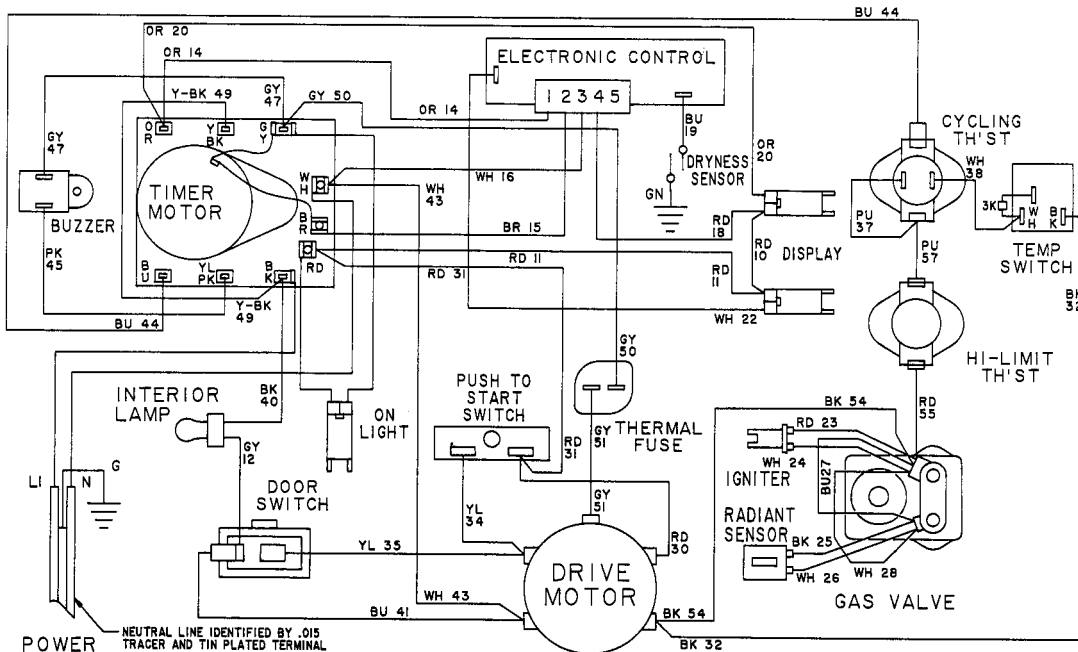 BU 44
OR 20
OR 14
ELECTRONIC CONTROL
Y-BK 49
GY
47
GY 50
1 2 3 4 5
OR 14
BU
19
CYCLING
TH'ST
GY
47
O
R
Y
BK
G
Y
OR
20
DRYNESS
SENSOR
WH
38
TIMER
MOTOR
W
H
WH
43
WH 16
GN
3K
W
H
B
K
BUZZER
B
R
BR 15
RD
18
PU
37
TEMP
SWITCH
PK
45
RD
RD 31
RD 11
RD
10
DISPLAY
PU
57
B
U
YL
PK
B
K
RD
11
Y-BK
49
BU 44
WH 22
BK
32
GY
50
HI-LIMIT
TH'ST
INTERIOR
LAMP
BK
40
ON
LIGHT
PUSH TO
START
SWITCH
THERMAL
FUSE
BK 54
RD
55
GY
12
RD
31
GY
51
RD 23
IGNITER
WH 24
BU27
LI
N
G
DOOR
SWITCH
YL
34
GY
51
RADIANT
SENSOR
BK 25
YL 35
RD
30
WH 26
WH 28
DRIVE
MOTOR
GAS VALVE
WH 43
BK 54
BU 41
BK 32
POWER
NEUTRAL LINE IDENTIFIED BY .015
TRACER AND TIN PLATED TERMINAL